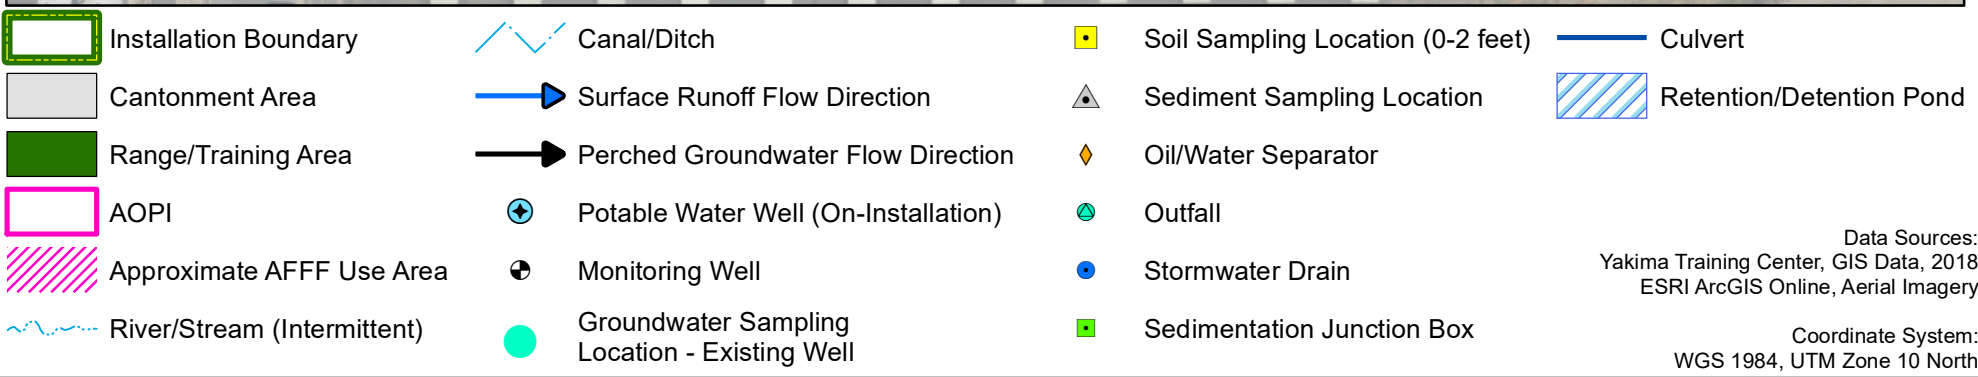 Installation Boundary
Cantonment Area
Range/Training Area
AOPI
Approximate AFFF Use Area
River/Stream (Intermittent)
Canal/Ditch
Surface Runoff Flow Direction
Perched Groundwater Flow Direction
Potable Water Well (On-Installation)
Monitoring Well
Groundwater Sampling
Location - Existing Well
Soil Sampling Location (0-2 feet)
Sediment Sampling Location
Oil/Water Separator
Outfall
Stormwater Drain
Sedimentation Junction Box
Culvert
Retention/Detention Pond
Data Sources:
Yakima Training Center, GIS Data, 2018
ESRI ArcGIS Online, Aerial Imagery
Coordinate System:
WGS 1984, UTM Zone 10 North